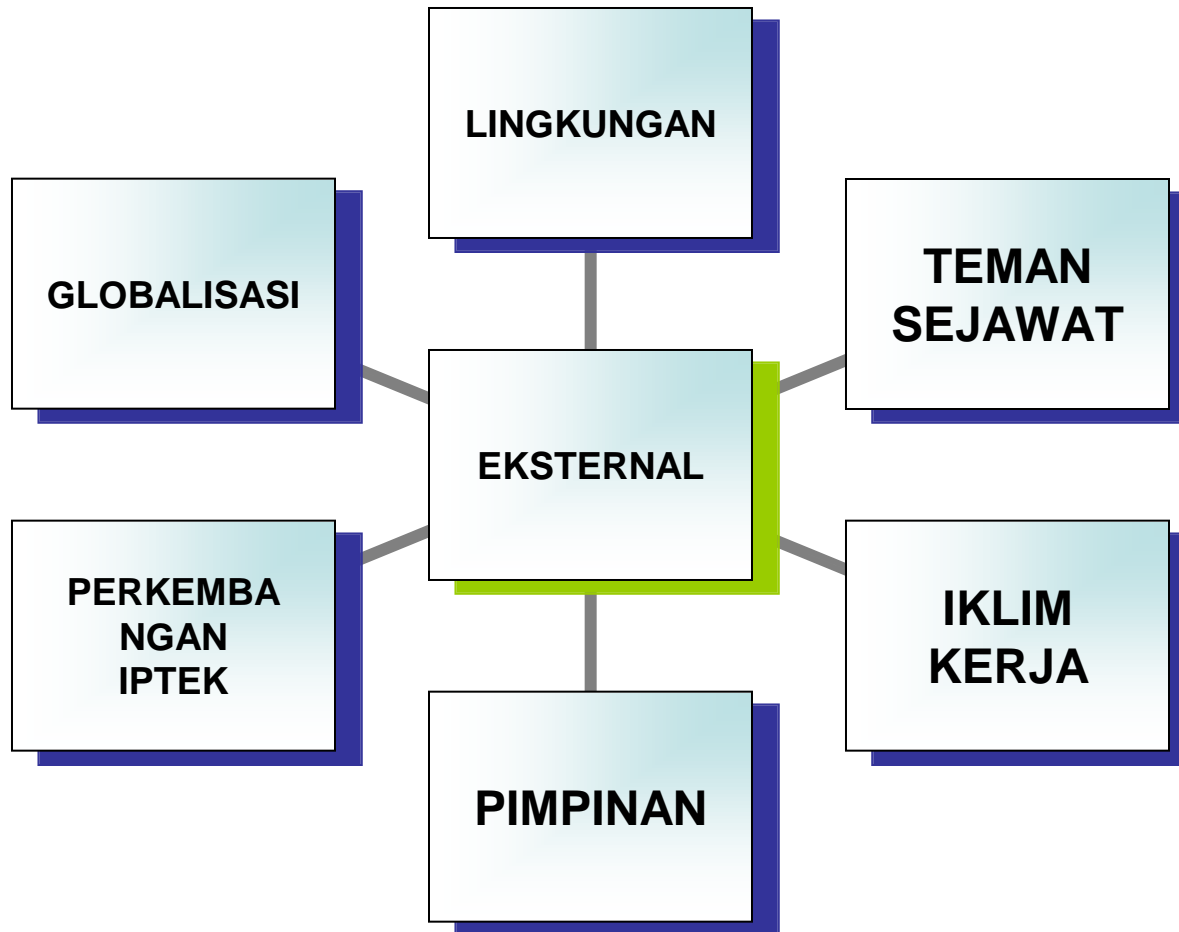 LINGKUNGAN
GLOBALISASI
TEMAN
SEJAWAT
EKSTERNAL
PERKEMBA
NGAN
IPTEK
IKLIM
KERJA
PIMPINAN